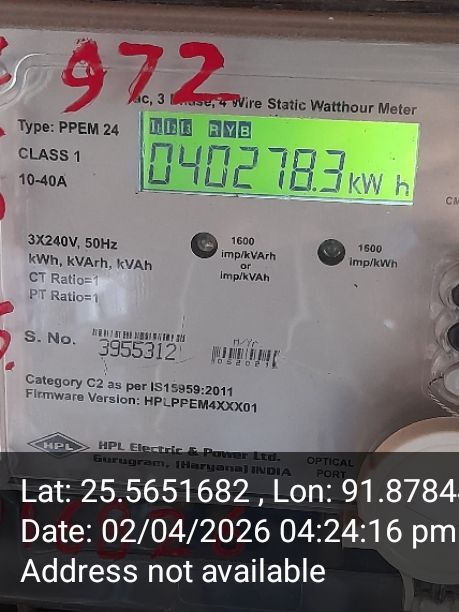 972
ac, 3 Phase, 4 Wire Static Watthour Meter
Type: PPEM 24
CLASS 1
10-40A
R Y B
040278.3 kW h
3X240V, 50Hz
kWh, kVArh, kVAh
CT Ratio=1
PT Ratio=1
1600
imp/kVArh
or
imp/kVAh
1600
imp/kWh
S. No.
3955312
M/Yr
052021
Category C2 as per IS15959:2011
Firmware Version: HPLPPEM4XXX01
HPL
HPL Electric & Power Ltd.
Gurugram, (Haryana) INDIA
OPTICAL
PORT
Lat: 25.5651682 , Lon: 91.8784
Date: 02/04/2026 04:24:16 pm
Address not available